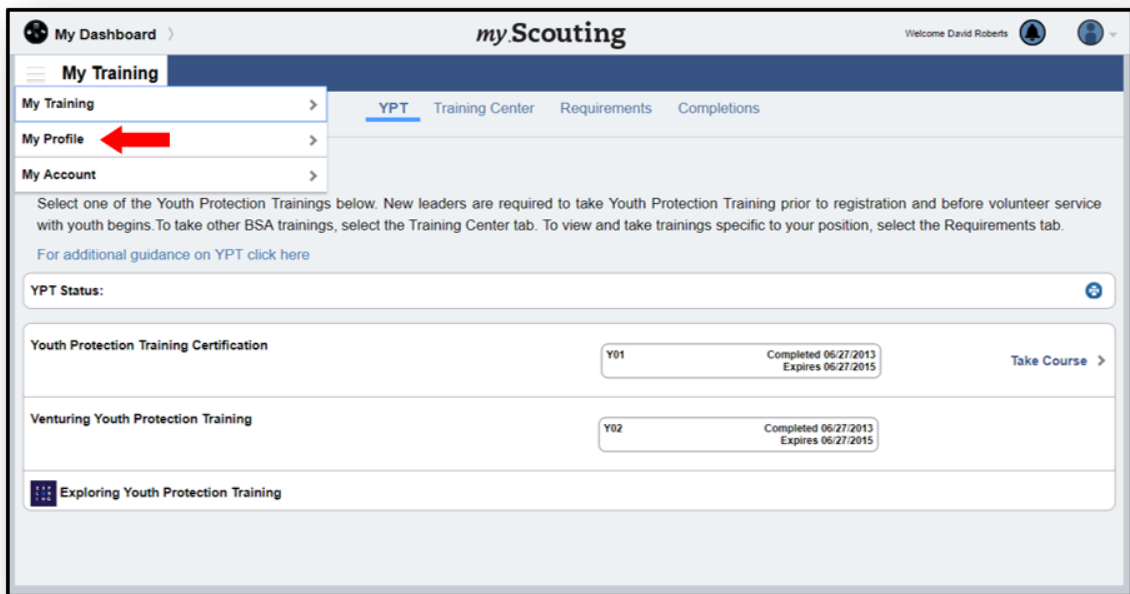 My Dashboard
my.Scouting
Welcome David Roberts
My Training
My Training
My Profile
My Account
YPT Training Center Requirements Completions
Select one of the Youth Protection Trainings below. New leaders are required to take Youth Protection Training prior to registration and before volunteer service
with youth begins.To take other BSA trainings, select the Training Center tab. To view and take trainings specific to your position, select the Requirements tab.
For additional guidance on YPT click here
YPT Status:
Youth Protection Training Certification
Y01 Completed 06/27/2013
Expires 06/27/2015
Take Course
Venturing Youth Protection Training
Y02 Completed 06/27/2013
Expires 06/27/2015
Exploring Youth Protection Training